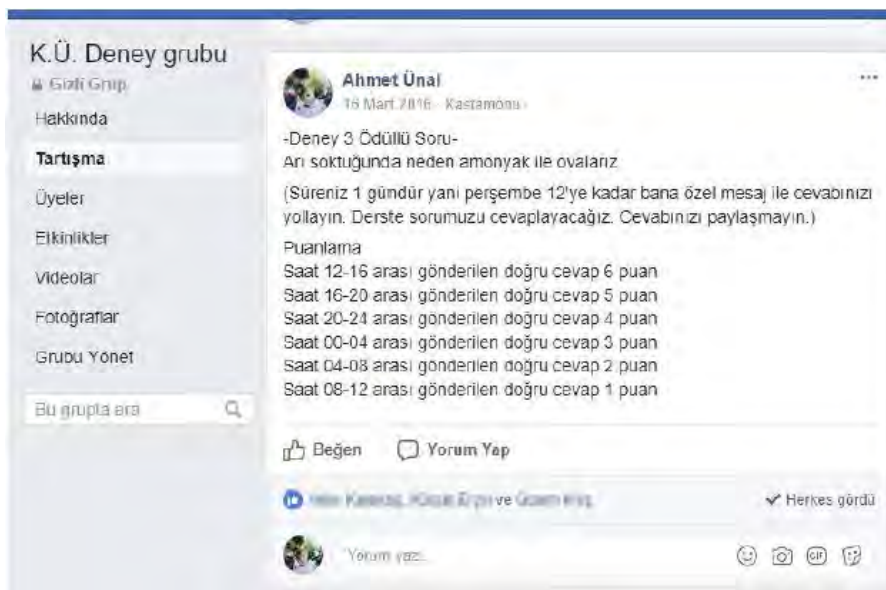 K.Ü. Deney grubu
Gizli Grup
Hakkında
Tartışma
Üyeler
Etkinlikler
Videolar
Fotoğraflar
Grubu Yönet
Bu grupta ara
Ahmet Ünal
16 Mart 2016 · Kastamonu ·
-Deney 3 Ödüllü Soru-
Arı soktuğunda neden amonyak ile ovalarız
(Süreniz 1 gündür yani perşembe 12'ye kadar bana özel mesaj ile cevabınızı
yollayın. Derste sorumuzu cevaplayacağız. Cevabınızı paylaşmayın.)
Puanlama
Saat 12-16 arası gönderilen doğru cevap 6 puan
Saat 16-20 arası gönderilen doğru cevap 5 puan
Saat 20-24 arası gönderilen doğru cevap 4 puan
Saat 00-04 arası gönderilen doğru cevap 3 puan
Saat 04-08 arası gönderilen doğru cevap 2 puan
Saat 08-12 arası gönderilen doğru cevap 1 puan
Beğen Yorum Yap
ve
Herkes gördü
Yorum yaz...
GIF